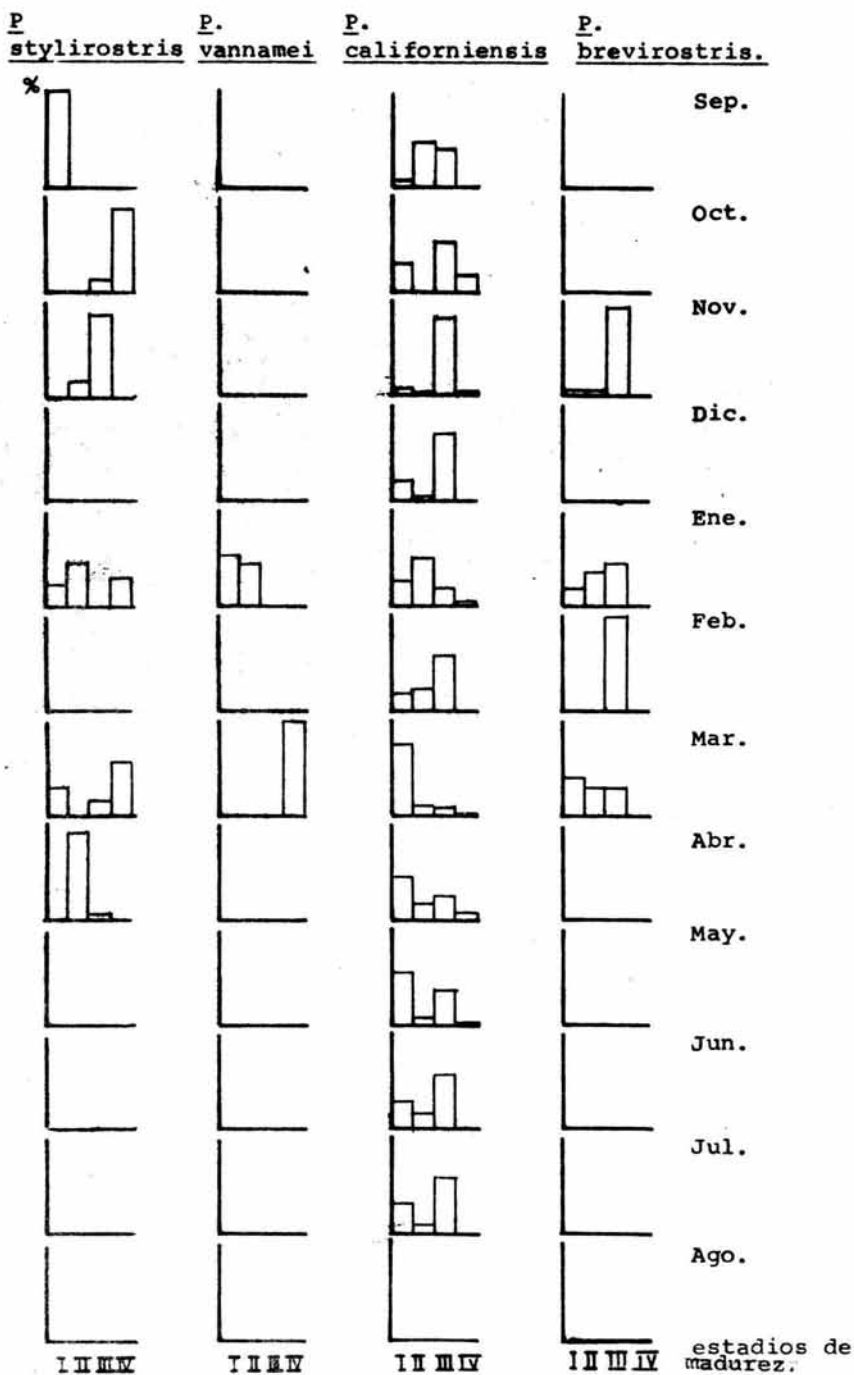 P P. P. P.
stylirostris vannamei californiensis brevirostris.
%
Sep.
Oct.
Nov.
Dic.
Ene.
Feb.
Mar.
Abr.
May.
Jun.
Jul.
Ago.
I II III IV I II III IV I II III IV I II III IV estadios de
madurez.